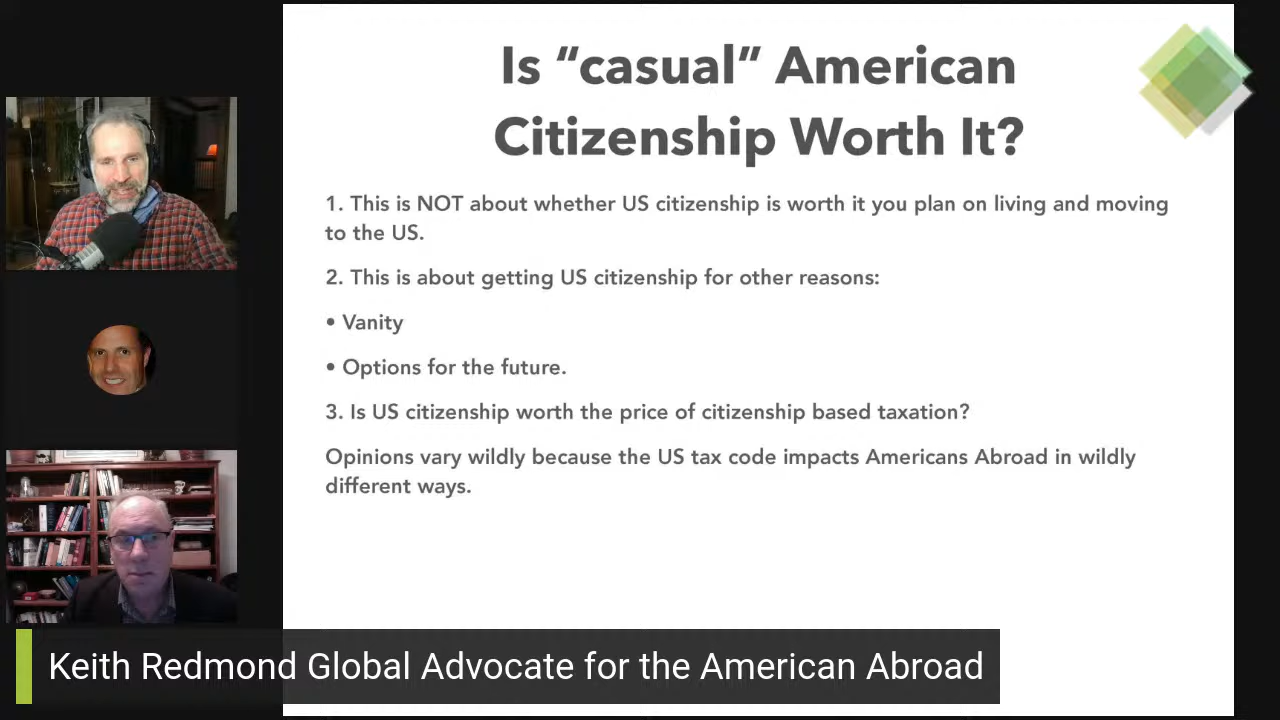 Is “casual” American
Citizenship Worth It?
1. This is NOT about whether US citizenship is worth it you plan on living and moving
to the US.
2. This is about getting US citizenship for other reasons:
• Vanity
• Options for the future.
3. Is US citizenship worth the price of citizenship based taxation?
Opinions vary wildly because the US tax code impacts Americans Abroad in wildly
different ways.
Keith Redmond Global Advocate for the American Abroad